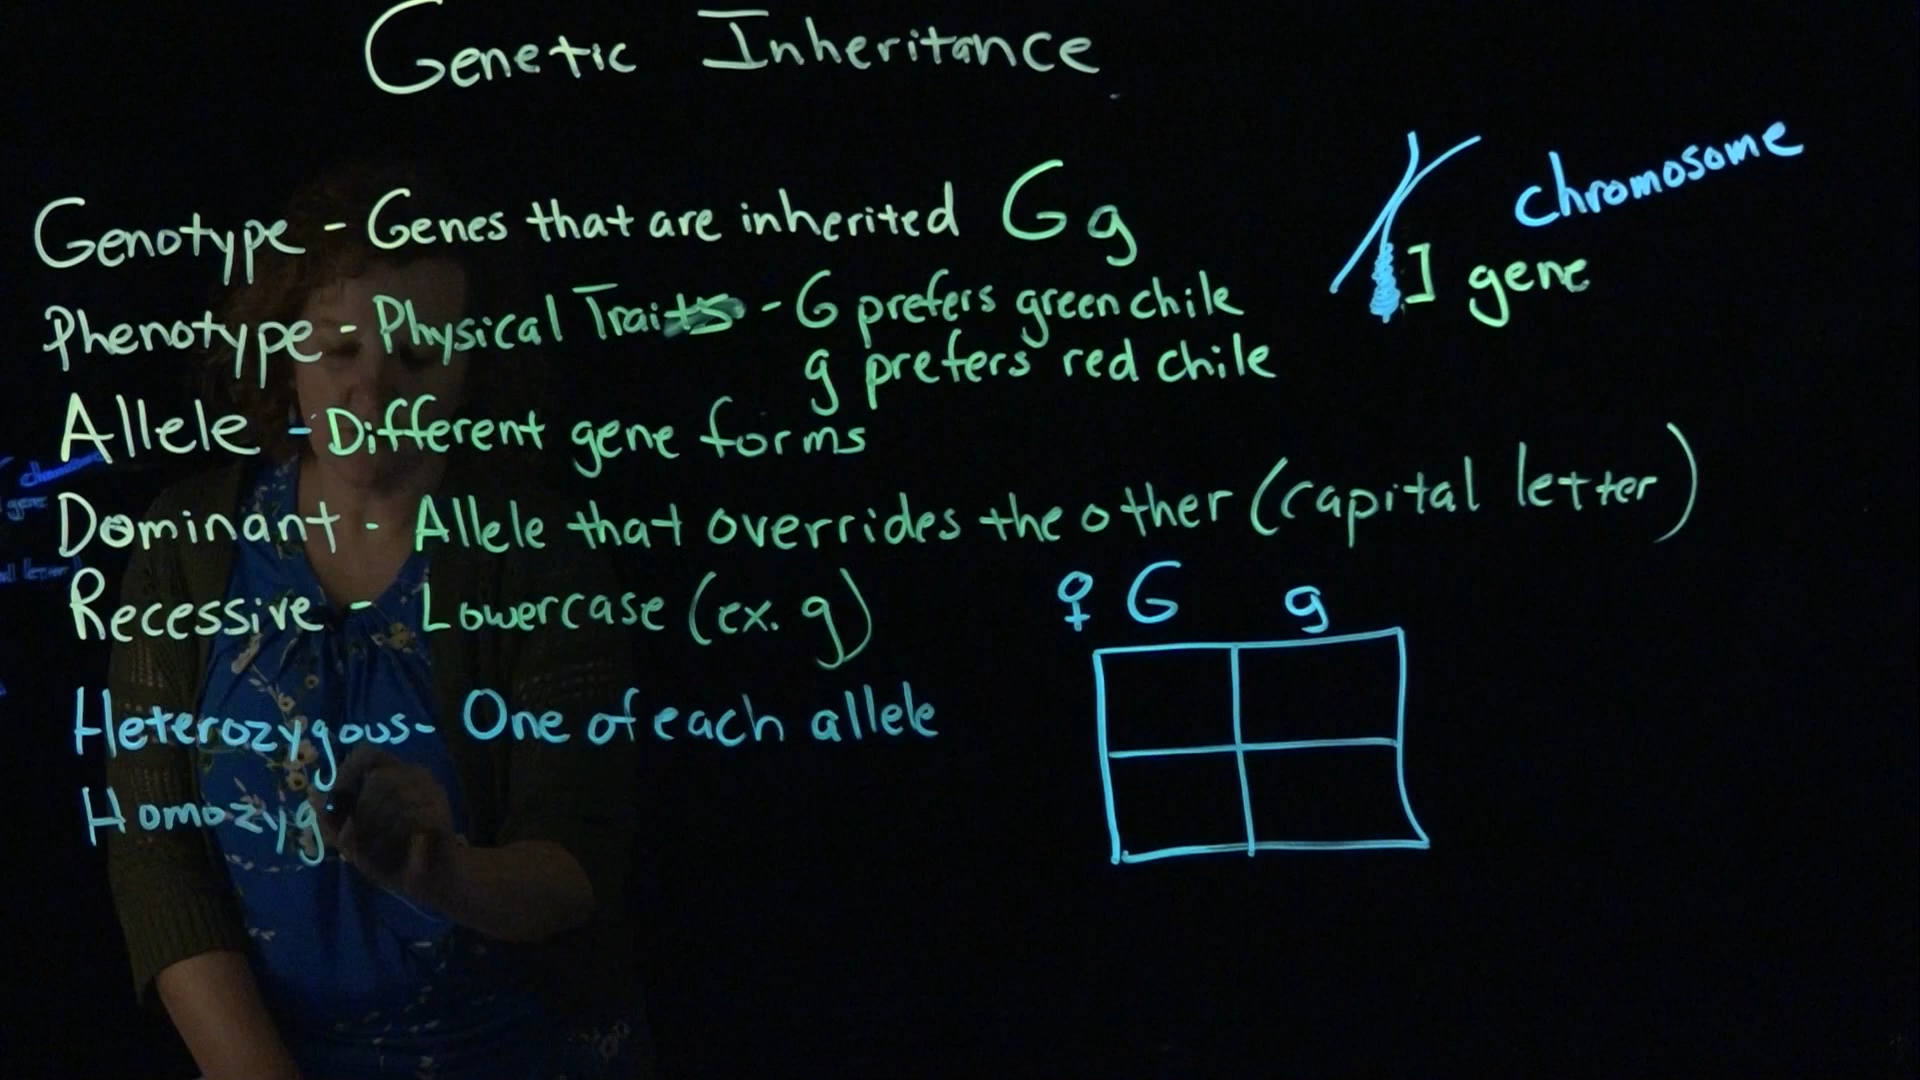 Genetic Inheritance
Genotype - Genes that are inherited G g
Phenotype - Physical Traits - G prefers green chile
g prefers red chile
Allele - Different gene forms
Dominant - Allele that overrides the other (capital letter)
Recessive - Lowercase (ex. g)
Heterozygous - One of each allele
Homozyg
chromosome
] gene
♀ G g
chromosome
gene